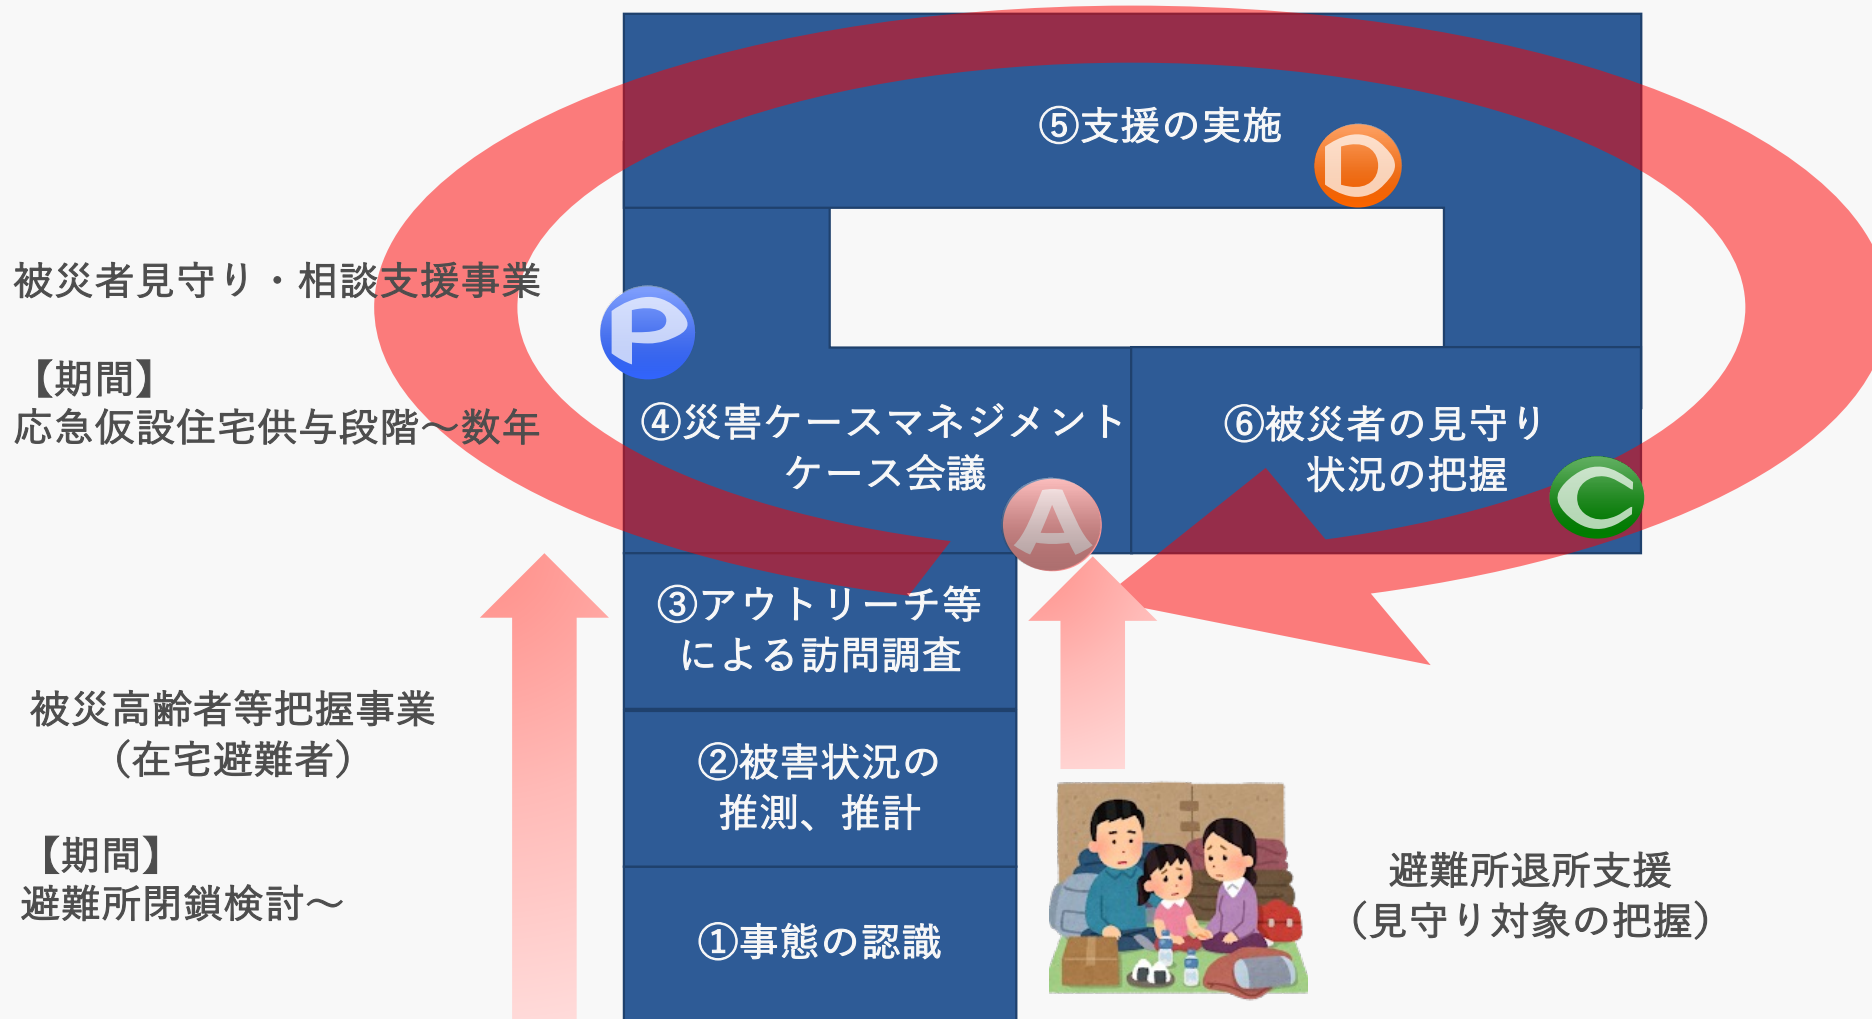 ⑤支援の実施
D
被災者見守り・相談支援事業
P
【期間】
応急仮設住宅供与段階～数年
④災害ケースマネジメント
ケース会議
A
⑥被災者の見守り
状況の把握
C
③アウトリーチ等
による訪問調査
被災高齢者等把握事業
（在宅避難者）
②被害状況の
推測、推計
【期間】
避難所閉鎖検討～
①事態の認識
避難所退所支援
（見守り対象の把握）